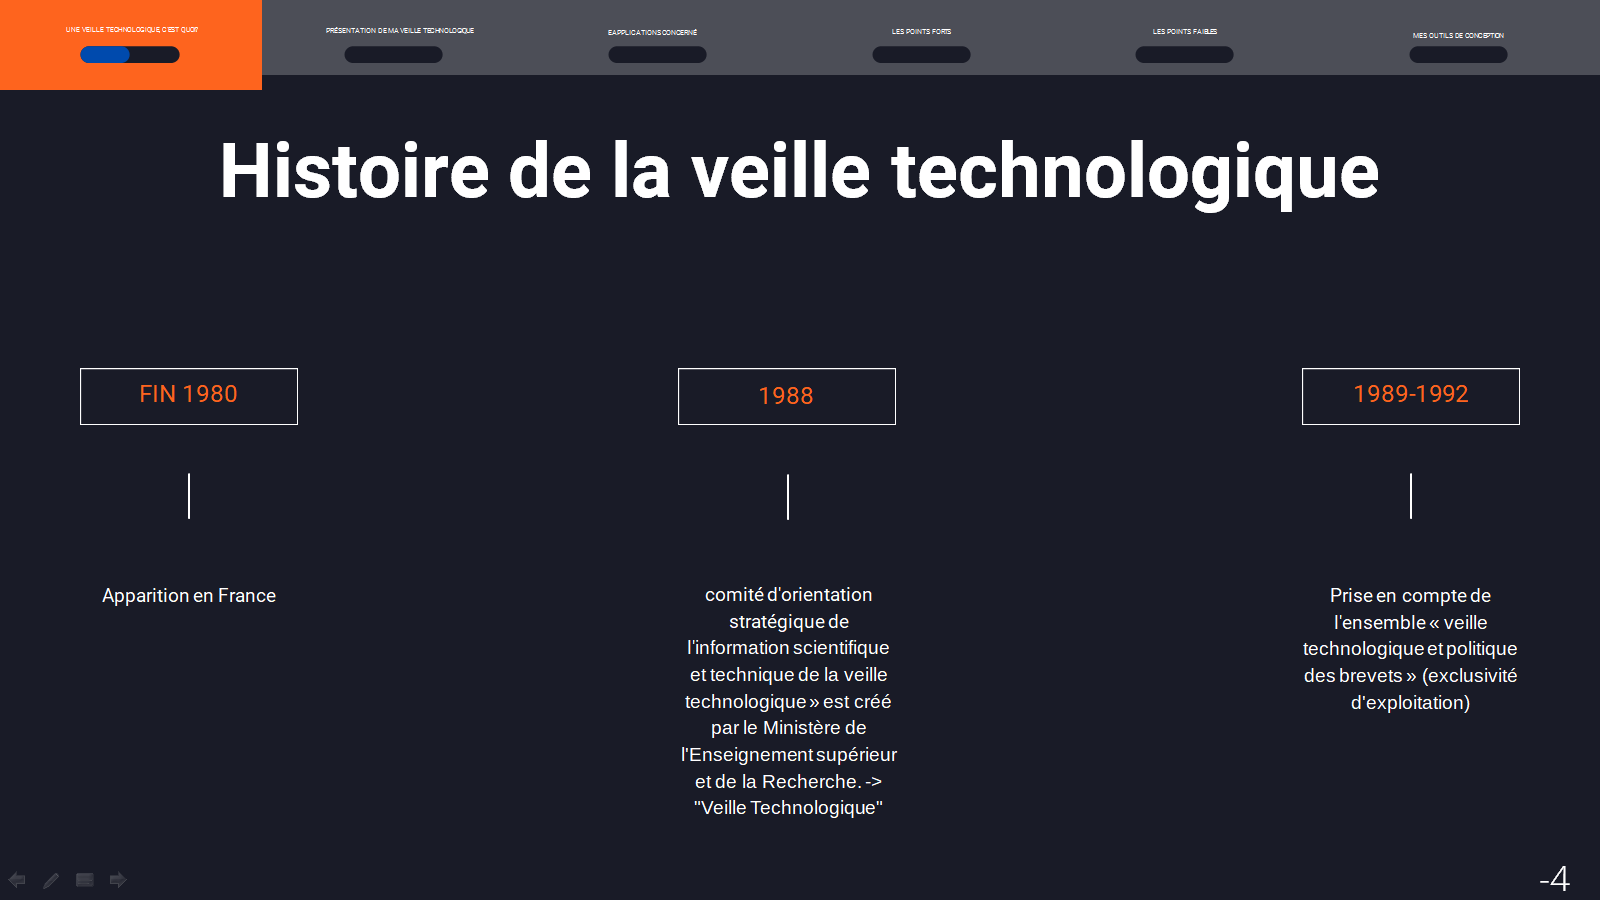 UNE VEILLE TECHNOLOGIQUE, C'EST QUOI?
PRÉSENTATION DE MA VEILLE TECHNOLOGIQUE
EAPPLICATIONS CONCERNÉ
LES POINTS FORTS
LES POINTS FAIBLES
MES OUTILS DE CONCEPTION
Histoire de la veille technologique
FIN 1980
Apparition en France
1988
comité d'orientation
stratégique de
l'information scientifique
et technique de la veille
technologique » est créé
par le Ministère de
l'Enseignement supérieur
et de la Recherche. ->
"Veille Technologique"
1989-1992
Prise en compte de
l'ensemble « veille
technologique et politique
des brevets » (exclusivité
d'exploitation)
-4